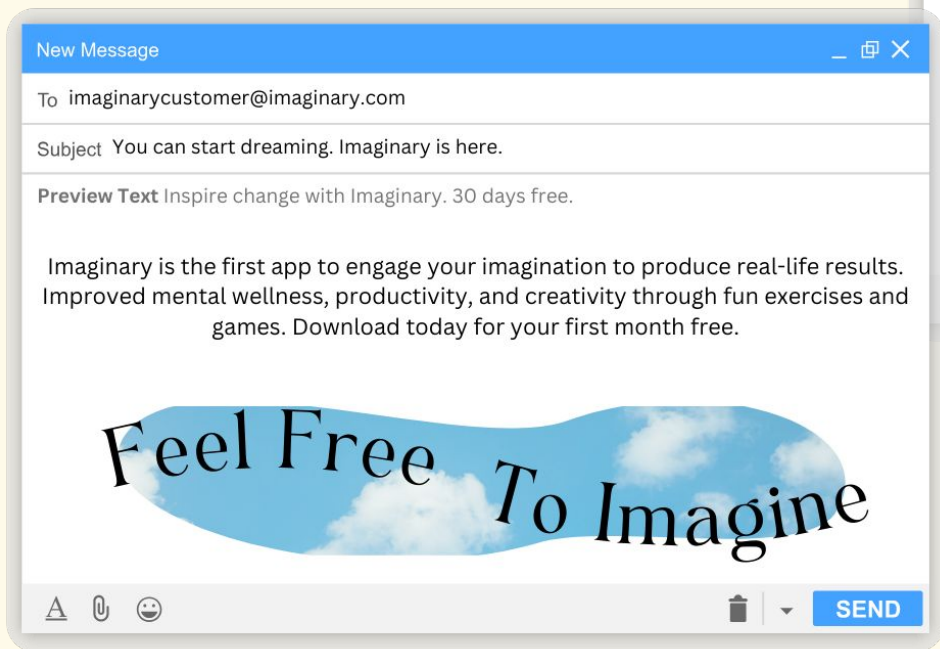 New Message
To imaginarycustomer@imaginary.com
Subject You can start dreaming. Imaginary is here.
Preview Text Inspire change with Imaginary. 30 days free.
Imaginary is the first app to engage your imagination to produce real-life results.
Improved mental wellness, productivity, and creativity through fun exercises and
games. Download today for your first month free.
Feel Free To Imagine
A
SEND